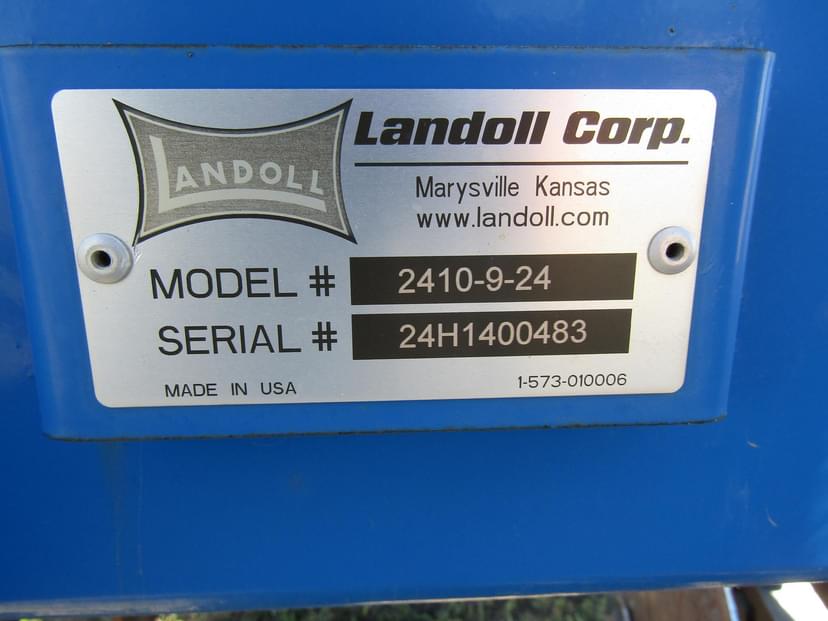 LANDOLL
Landoll Corp.
Marysville Kansas
www.landoll.com
MODEL # 2410-9-24
SERIAL # 24H1400483
MADE IN USA 1-573-010006